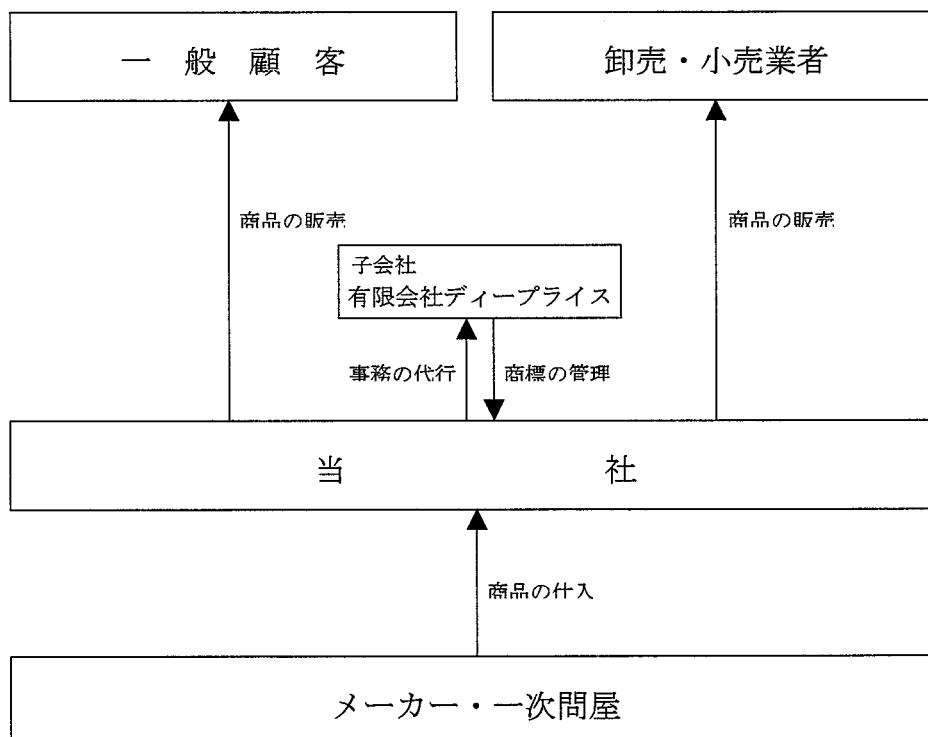 一般顧客
卸売・小売業者
商品の販売
商品の販売
子会社
有限会社ディープライス
事務の代行
商標の管理
当社
商品の仕入
メーカー・一次問屋